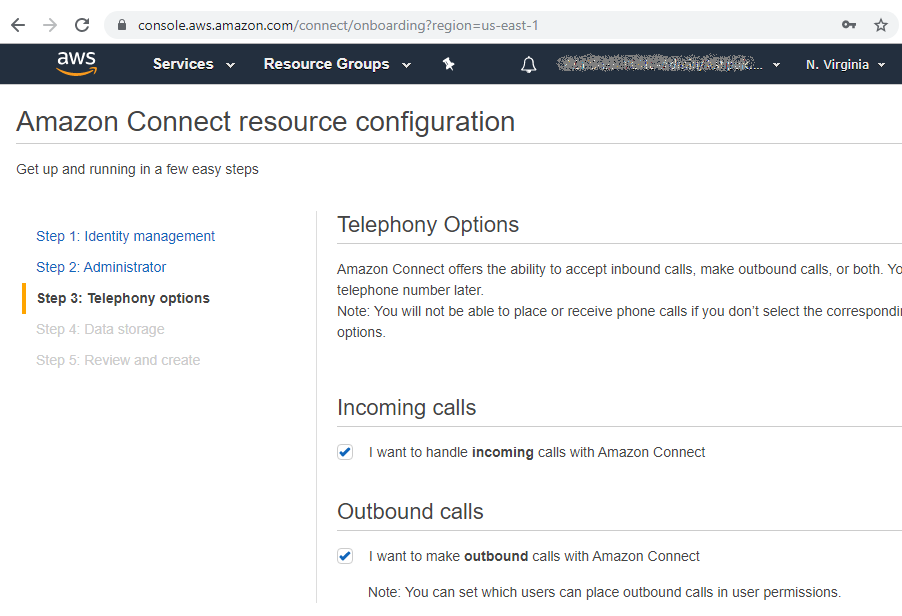 console.aws.amazon.com/connect/onboarding?region=us-east-1
aws Services Resource Groups ... N. Virginia
Amazon Connect resource configuration
Get up and running in a few easy steps
Step 1: Identity management
Step 2: Administrator
Step 3: Telephony options
Step 4: Data storage
Step 5: Review and create
Telephony Options
Amazon Connect offers the ability to accept inbound calls, make outbound calls, or both.
telephone number later.
Note: You will not be able to place or receive phone calls if you don’t select the
options.
Incoming calls
I want to handle incoming calls with Amazon Connect
Outbound calls
I want to make outbound calls with Amazon Connect
Note: You can set which users can place outbound calls in user permissions.